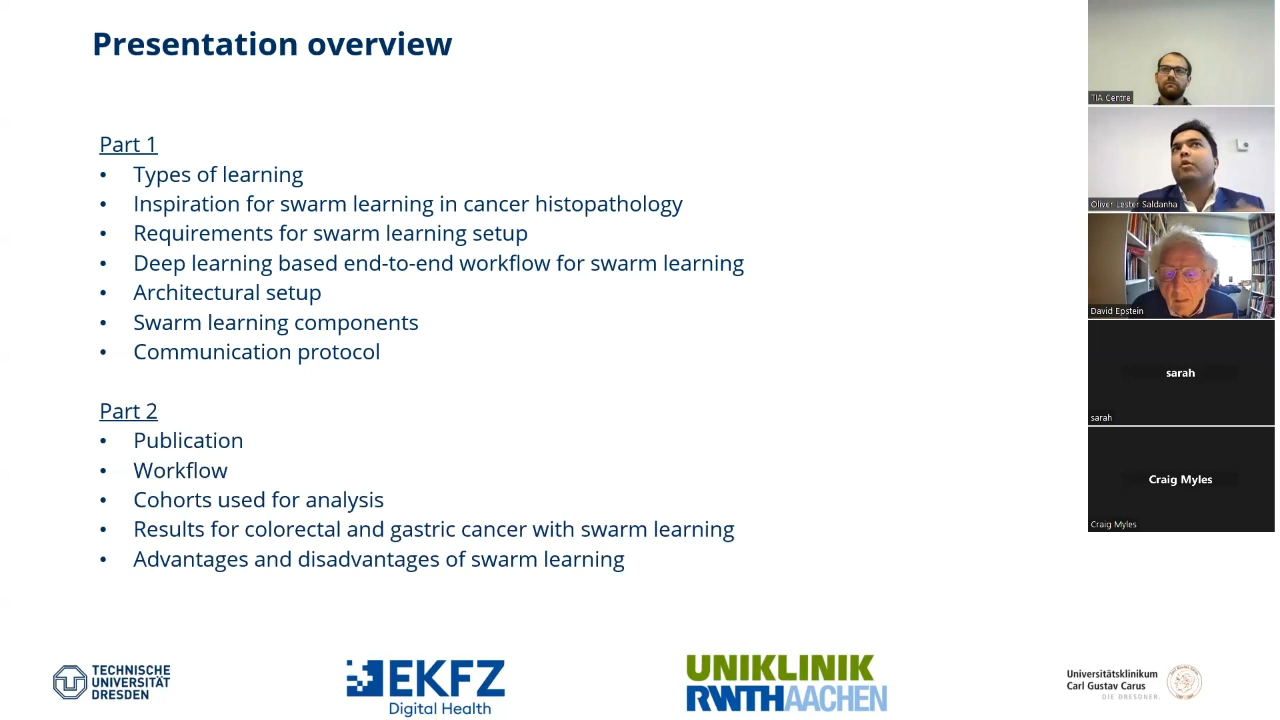 Presentation overview
Part 1
• Types of learning
• Inspiration for swarm learning in cancer histopathology
• Requirements for swarm learning setup
• Deep learning based end-to-end workflow for swarm learning
• Architectural setup
• Swarm learning components
• Communication protocol
Part 2
• Publication
• Workflow
• Cohorts used for analysis
• Results for colorectal and gastric cancer with swarm learning
• Advantages and disadvantages of swarm learning
TIA Centre
Oliver Lester Saldanha
David Epstein
sarah
sarah
Craig Myles
Craig Myles
TECHNISCHE
UNIVERSITÄT
DRESDEN
EKFZ
Digital Health
UNIKLINIK
RWTHAACHEN
Universitätsklinikum
Carl Gustav Carus
DIE DRESDNER.